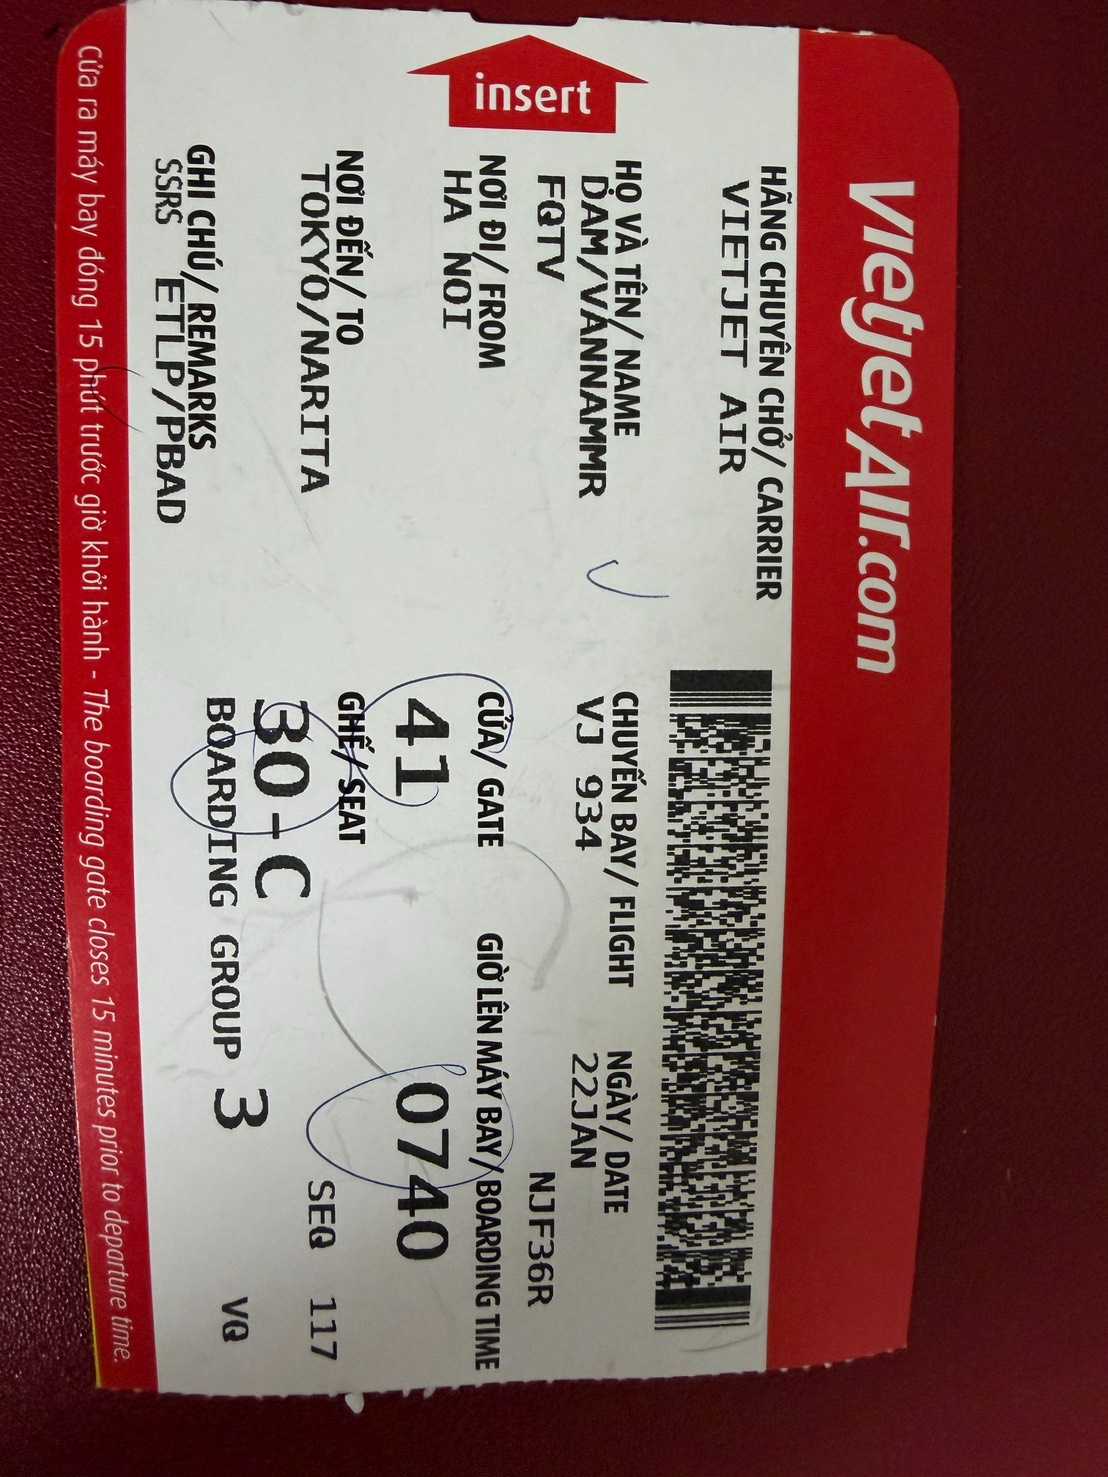 vietjetAir.com
insert
HÃNG CHUYÊN CHỞ/ CARRIER
VIETJET AIR
HỌ VÀ TÊN/ NAME
DAM/VANNAMMR
FQTV
CHUYẾN BAY/ FLIGHT
VJ 934
NGÀY/ DATE
22JAN
NJF36R
NƠI ĐI/ FROM
HA NOI
CỬA/ GATE
41
GIỜ LÊN MÁY BAY/ BOARDING TIME
0740
NƠI ĐẾN/ TO
TOKYO/NARITA
GHẾ/ SEAT
30-C
SEQ 117
GHI CHÚ/ REMARKS
SSRS ETLP/PBAD
BOARDING GROUP 3
VQ
Cửa ra máy bay đóng 15 phút trước giờ khởi hành - The boarding gate closes 15 minutes prior to departure time.